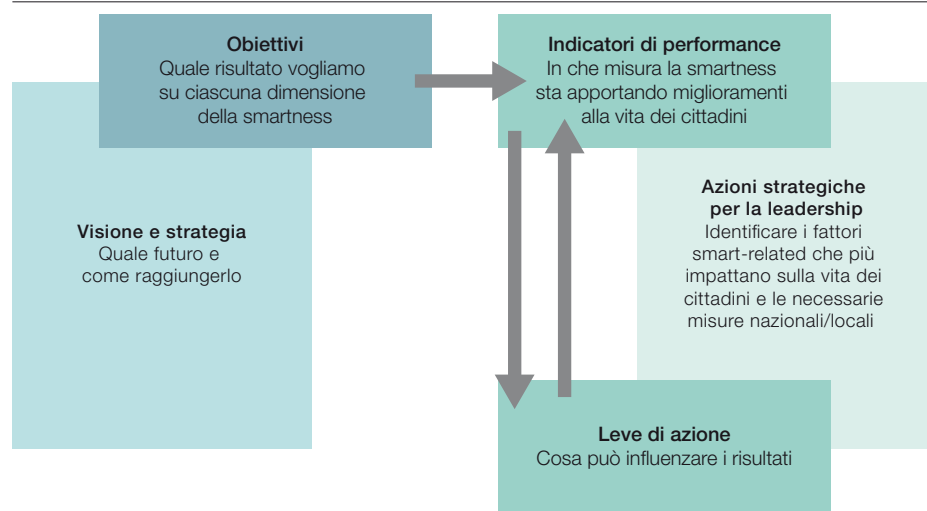 Obiettivi
Quale risultato vogliamo
su ciascuna dimensione
della smartness
Indicatori di performance
In che misura la smartness
sta apportando miglioramenti
alla vita dei cittadini
Visione e strategia
Quale futuro e
come raggiungerlo
Azioni strategiche
per la leadership
Identificare i fattori
smart-related che più
impattano sulla vita dei
cittadini e le necessarie
misure nazionali/locali
Leve di azione
Cosa può influenzare i risultati